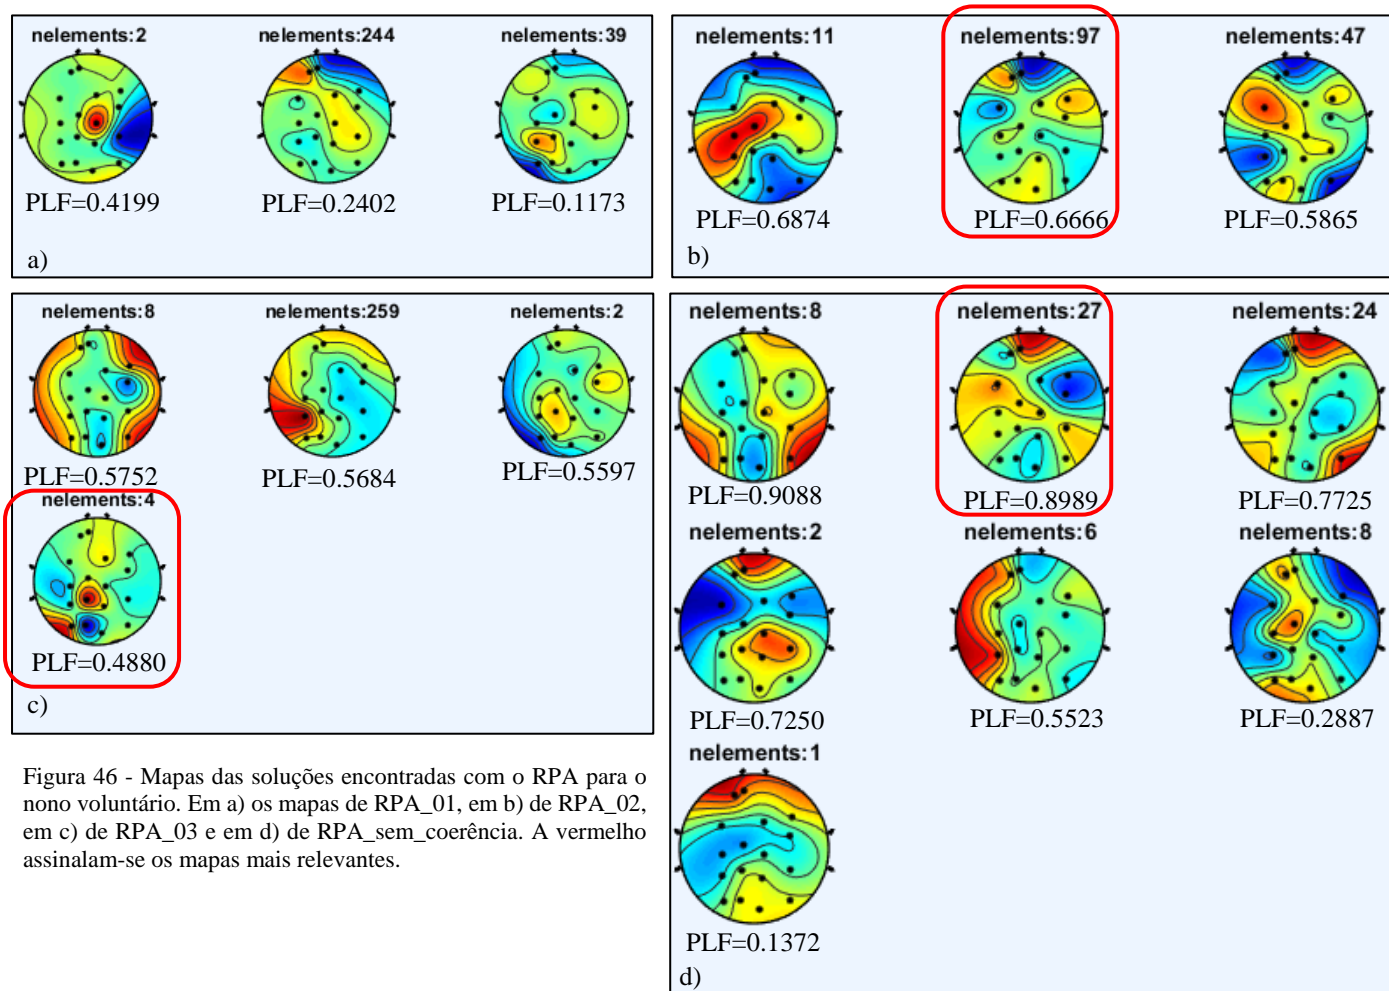 nelements:2 nelements:244 nelements:39
PLF=0.4199 PLF=0.2402 PLF=0.1173
a)
nelements:11 nelements:97 nelements:47
PLF=0.6874 PLF=0.6666 PLF=0.5865
b)
nelements:8 nelements:259 nelements:2
PLF=0.5752 PLF=0.5684 PLF=0.5597
nelements:4
PLF=0.4880
c)
nelements:8 nelements:27 nelements:24
PLF=0.9088 PLF=0.8989 PLF=0.7725
nelements:2 nelements:6 nelements:8
PLF=0.7250 PLF=0.5523 PLF=0.2887
nelements:1
PLF=0.1372
d)
Figura 46 - Mapas das soluções encontradas com o RPA para o
nono voluntário. Em a) os mapas de RPA_01, em b) de RPA_02,
em c) de RPA_03 e em d) de RPA_sem_coerência. A vermelho
assinalam-se os mapas mais relevantes.